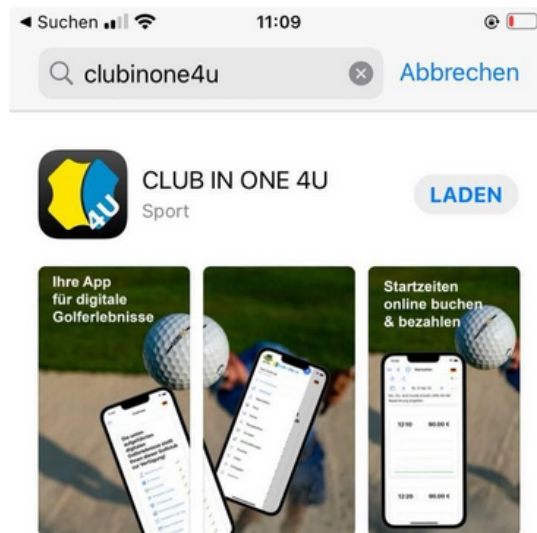 Suchen
11:09
clubinone4u
Abbrechen
4U
CLUB IN ONE 4U
Sport
LADEN
Ihre App
für digitale
Golferlebnisse
Startzeiten
online buchen
& bezahlen
Startzeiten
12:10 90.00 €
12:20 90.00 €